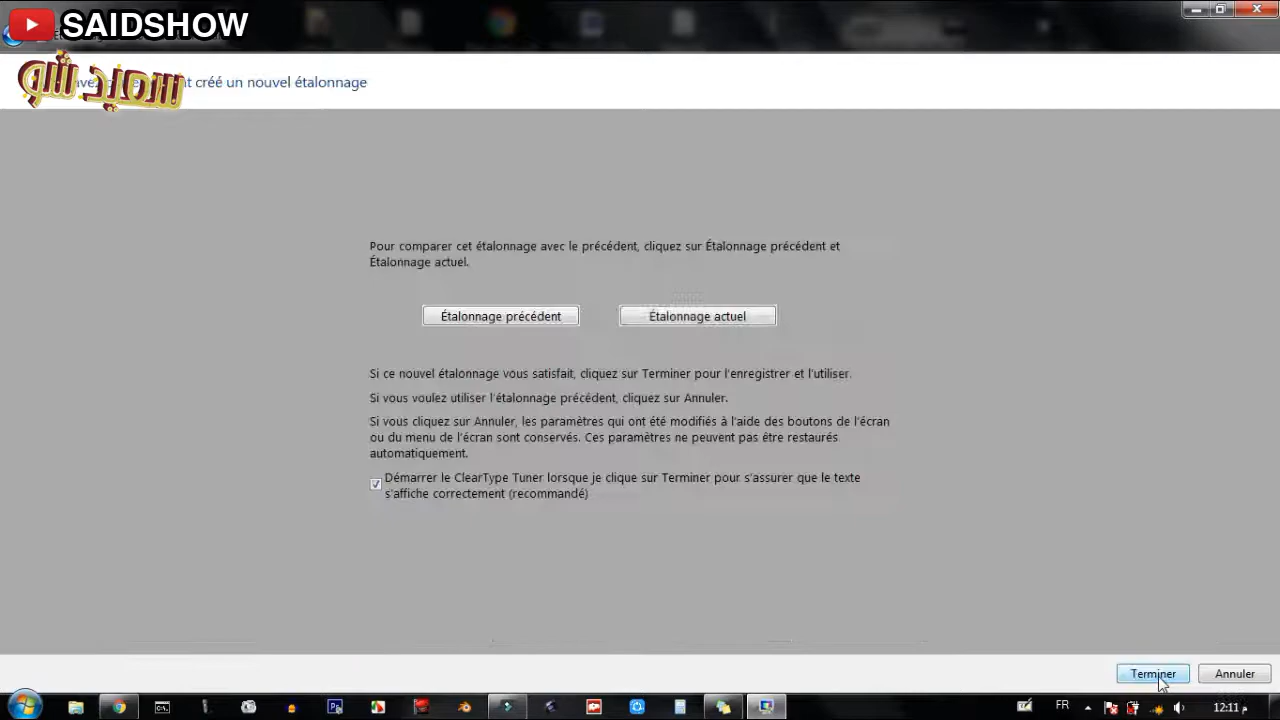 SAIDSHOW
سعيد شو
créé un nouvel étalonnage
Pour comparer cet étalonnage avec le précédent, cliquez sur Étalonnage précédent et
Étalonnage actuel.
Étalonnage précédent
Étalonnage actuel
Si ce nouvel étalonnage vous satisfait, cliquez sur Terminer pour l'enregistrer et l'utiliser.
Si vous voulez utiliser l'étalonnage précédent, cliquez sur Annuler.
Si vous cliquez sur Annuler, les paramètres qui ont été modifiés à l'aide des boutons de l'écran
ou du menu de l'écran sont conservés. Ces paramètres ne peuvent pas être restaurés
automatiquement.
Démarrer le ClearType Tuner lorsque je clique sur Terminer pour s'assurer que le texte
s'affiche correctement (recommandé)
Terminer
Annuler
FR
12:11 م